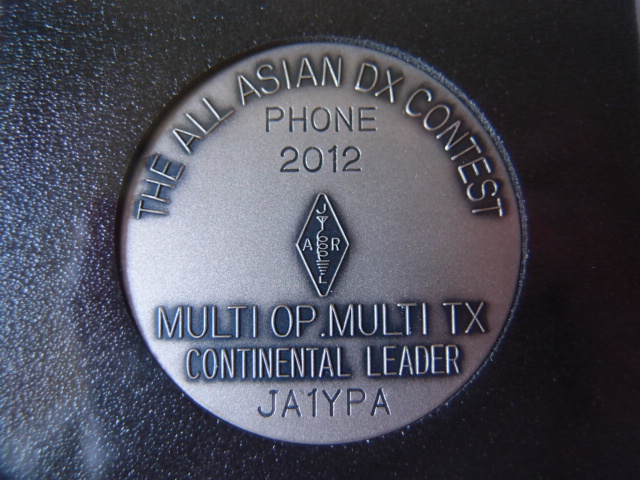 THE ALL ASIAN DX CONTEST
PHONE
2012
J
A R
L
MULTI OP. MULTI TX
CONTINENTAL LEADER
JA1YPA